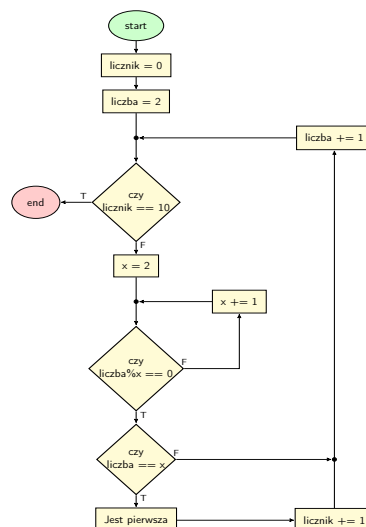 start
licznik = 0
liczba = 2
liczba += 1
czy
licznik == 10
T
end
F
x = 2
x += 1
czy
liczba%x == 0
F
T
czy
liczba == x
F
T
Jest pierwsza
licznik += 1